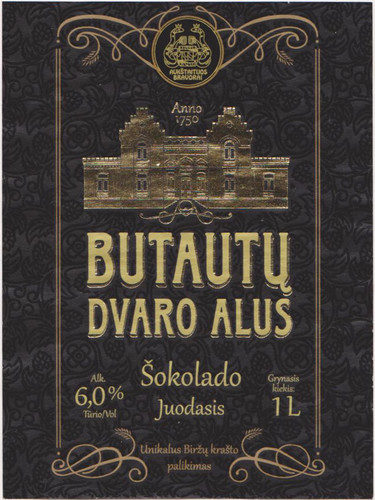 AUKŠTAITIJOS
BRAVORAI
Anno
1750
BUTAUTŲ
DVARO ALUS
Šokolado
Juodasis
Alk.
6,0%
Tūrio/Vol
Grynasis
kiekis:
1 L
Unikalus Biržų krašto
palikimas